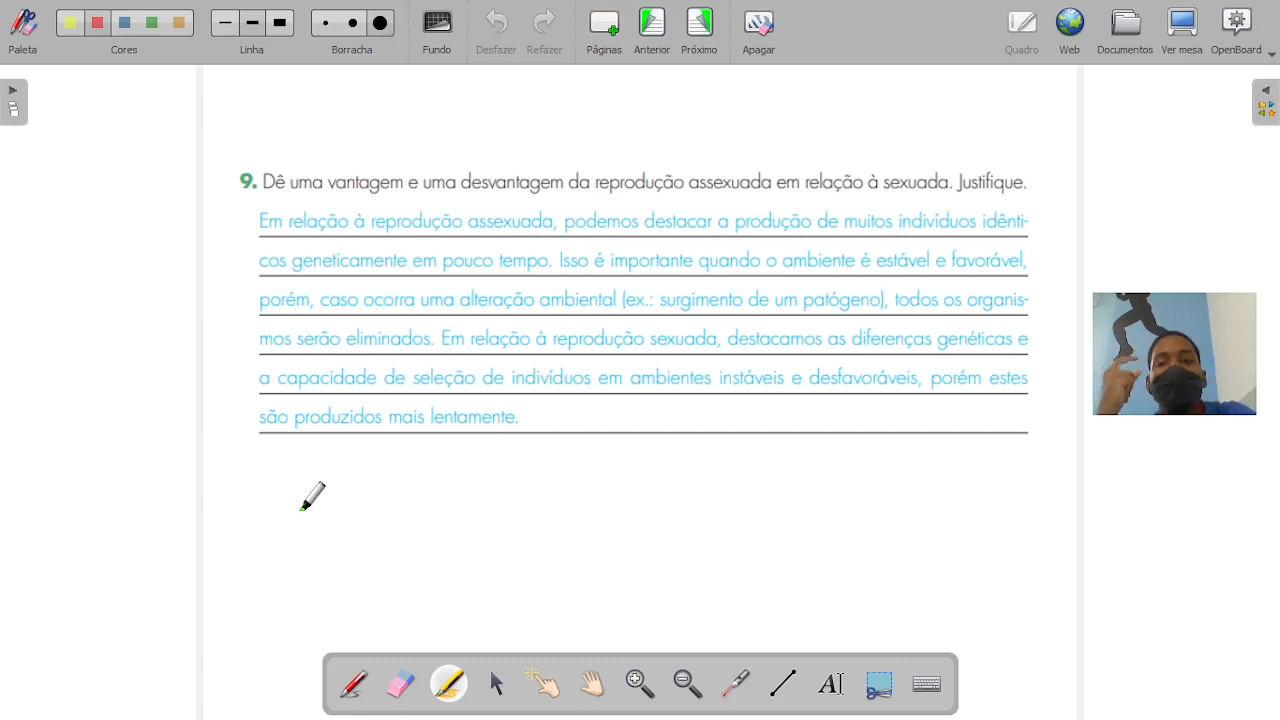 Paleta
Cores
Linha
Borracha
Fundo
Desfazer
Refazer
Páginas
Anterior
Próximo
Apagar
Quadro
Web
Documentos
Ver mesa
OpenBoard
9. Dê uma vantagem e uma desvantagem da reprodução assexuada em relação à sexuada. Justifique.
Em relação à reprodução assexuada, podemos destacar a produção de muitos indivíduos idênti-
cos geneticamente em pouco tempo. Isso é importante quando o ambiente é estável e favorável,
porém, caso ocorra uma alteração ambiental (ex.: surgimento de um patógeno), todos os organis-
mos serão eliminados. Em relação à reprodução sexuada, destacamos as diferenças genéticas e
a capacidade de seleção de indivíduos em ambientes instáveis e desfavoráveis, porém estes
são produzidos mais lentamente.
AI